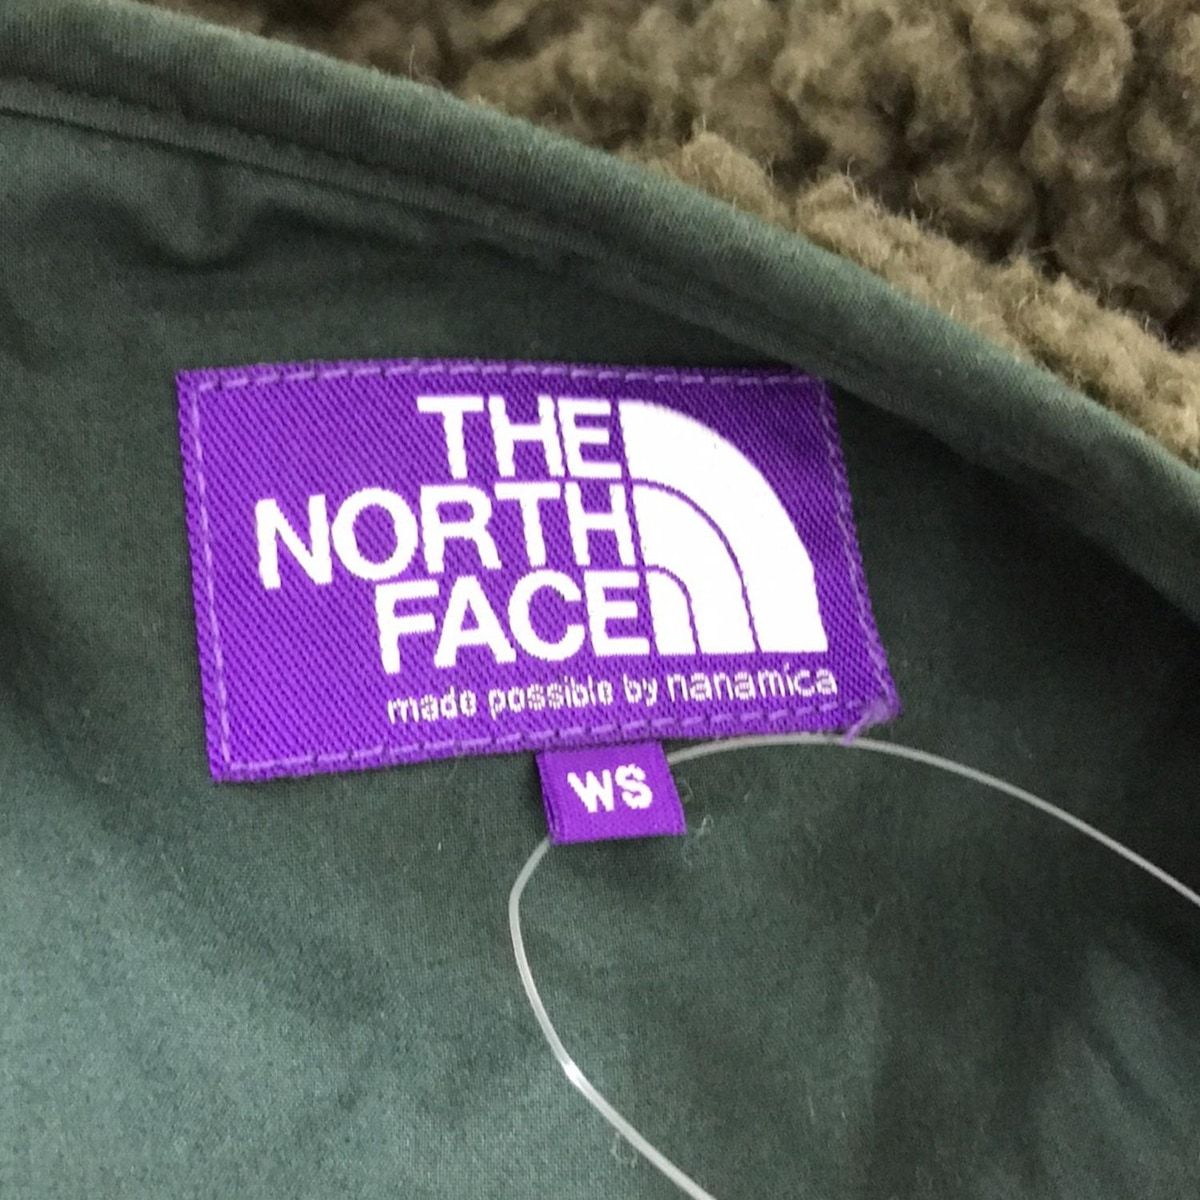 THE
NORTH
FACE
made possible by nanamica
WS